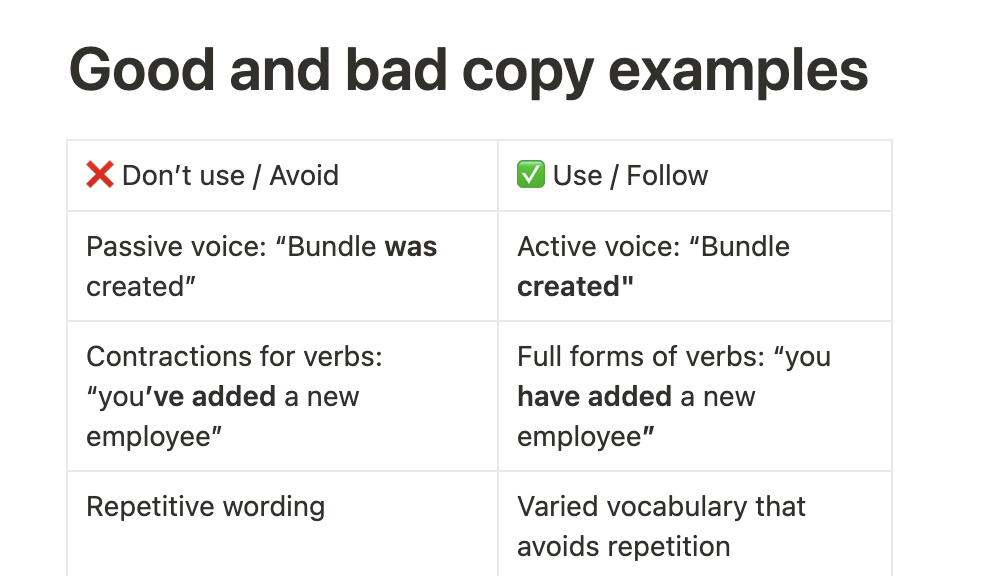 Good and bad copy examples
❌ Don’t use / Avoid
✅ Use / Follow
Passive voice: “Bundle was
created”
Active voice: “Bundle
created"
Contractions for verbs:
“you’ve added a new
employee”
Full forms of verbs: “you
have added a new
employee”
Repetitive wording
Varied vocabulary that
avoids repetition